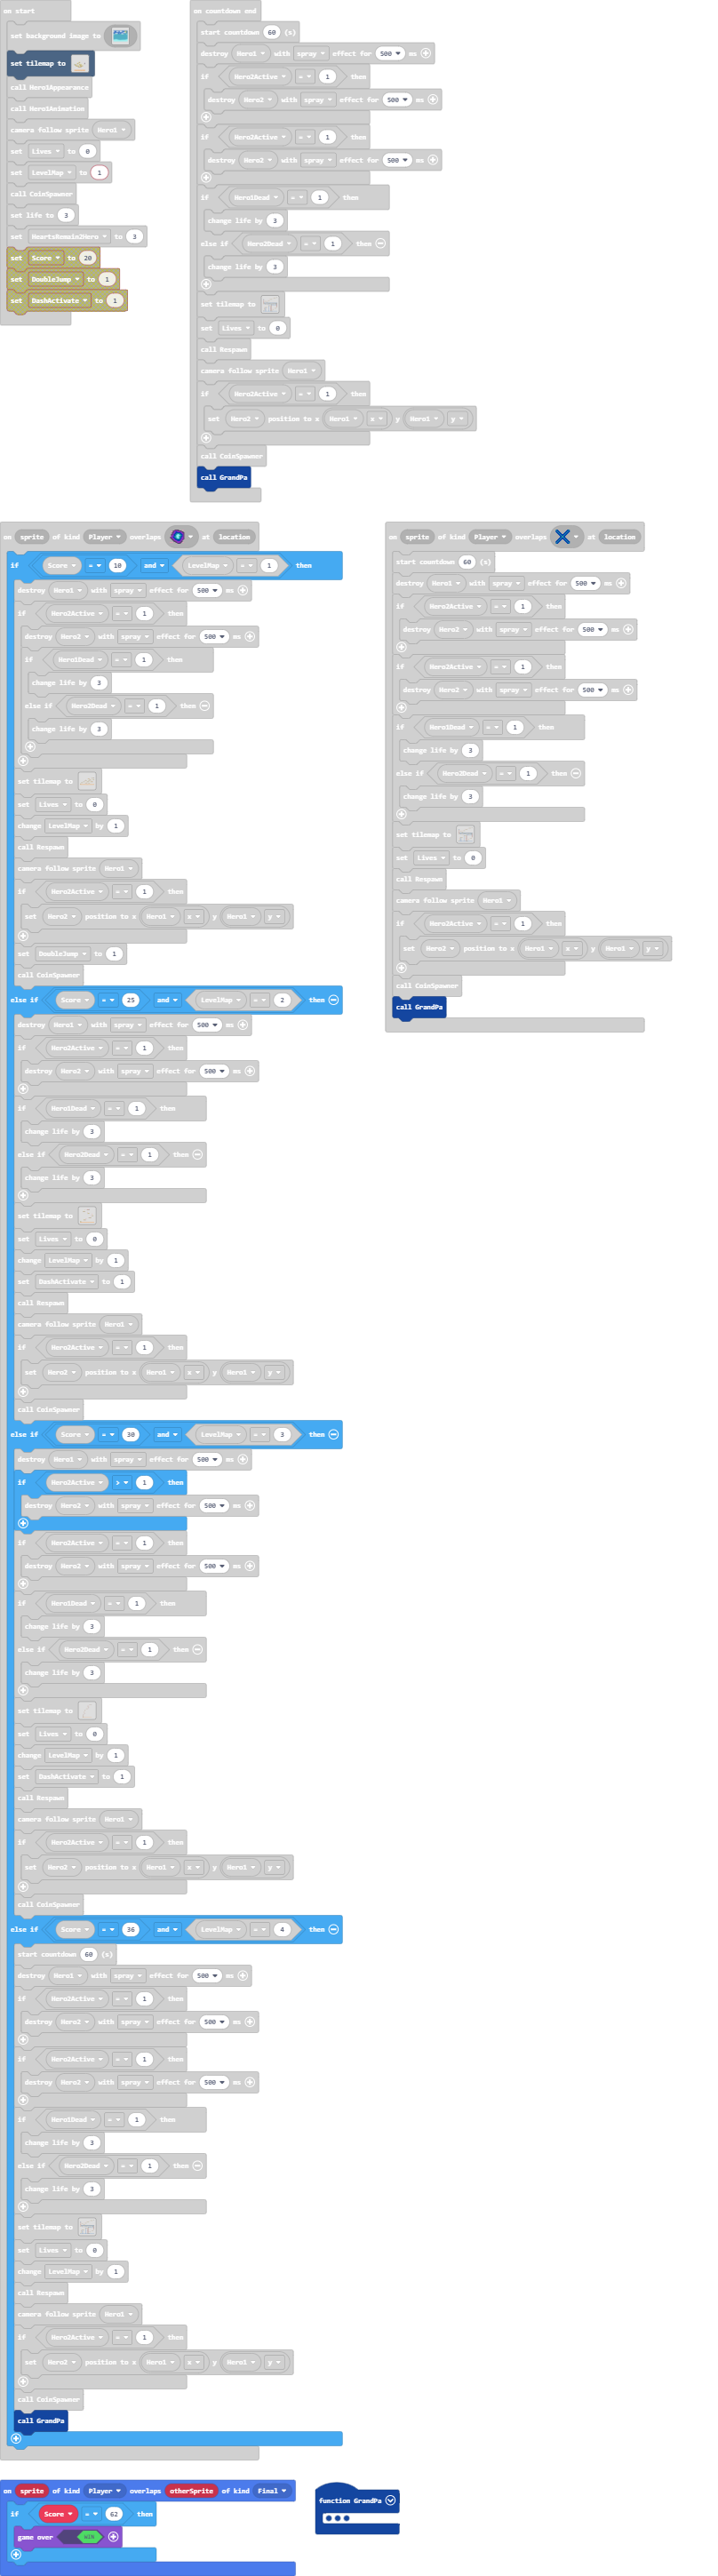 on start
set background image to
set tilemap to
call Hero1Appearance
call Hero1Animation
camera follow sprite Hero1
set Lives to 0
set LevelMap to 1
call CoinSpawner
set life to 3
set HeartsRemain2Hero to 3
set Score to 20
set DoubleJump to 1
set DashActivate to 1
on countdown end
start countdown 60 (s)
destroy Hero1 with spray effect for 500 ms
if Hero2Active = 1 then
destroy Hero2 with spray effect for 500 ms
if Hero2Active = 1 then
destroy Hero2 with spray effect for 500 ms
if Hero1Dead = 1 then
change life by 3
else if Hero2Dead = 1 then
change life by 3
set tilemap to
set Lives to 0
call Respawn
camera follow sprite Hero1
if Hero2Active = 1 then
set Hero2 position to x Hero1 x y Hero1 y
call CoinSpawner
call GrandPa
on sprite of kind Player overlaps at location
if Score = 10 and LevelMap = 1 then
destroy Hero1 with spray effect for 500 ms
if Hero2Active = 1 then
destroy Hero2 with spray effect for 500 ms
if Hero1Dead = 1 then
change life by 3
else if Hero2Dead = 1 then
change life by 3
set tilemap to
set Lives to 0
change LevelMap by 1
call Respawn
camera follow sprite Hero1
if Hero2Active = 1 then
set Hero2 position to x Hero1 x y Hero1 y
set DoubleJump to 1
call CoinSpawner
else if Score = 25 and LevelMap = 2 then
destroy Hero1 with spray effect for 500 ms
if Hero2Active = 1 then
destroy Hero2 with spray effect for 500 ms
if Hero1Dead = 1 then
change life by 3
else if Hero2Dead = 1 then
change life by 3
set tilemap to
set Lives to 0
change LevelMap by 1
set DashActivate to 1
call Respawn
camera follow sprite Hero1
if Hero2Active = 1 then
set Hero2 position to x Hero1 x y Hero1 y
call CoinSpawner
else if Score = 30 and LevelMap = 3 then
destroy Hero1 with spray effect for 500 ms
if Hero2Active > 1 then
destroy Hero2 with spray effect for 500 ms
if Hero2Active = 1 then
destroy Hero2 with spray effect for 500 ms
if Hero1Dead = 1 then
change life by 3
else if Hero2Dead = 1 then
change life by 3
set tilemap to
set Lives to 0
change LevelMap by 1
set DashActivate to 1
call Respawn
camera follow sprite Hero1
if Hero2Active = 1 then
set Hero2 position to x Hero1 x y Hero1 y
call CoinSpawner
else if Score = 36 and LevelMap = 4 then
start countdown 60 (s)
destroy Hero1 with spray effect for 500 ms
if Hero2Active = 1 then
destroy Hero2 with spray effect for 500 ms
if Hero2Active = 1 then
destroy Hero2 with spray effect for 500 ms
if Hero1Dead = 1 then
change life by 3
else if Hero2Dead = 1 then
change life by 3
set tilemap to
set Lives to 0
change LevelMap by 1
call Respawn
camera follow sprite Hero1
if Hero2Active = 1 then
set Hero2 position to x Hero1 x y Hero1 y
call CoinSpawner
call GrandPa
on sprite of kind Player overlaps at location
start countdown 60 (s)
destroy Hero1 with spray effect for 500 ms
if Hero2Active = 1 then
destroy Hero2 with spray effect for 500 ms
if Hero2Active = 1 then
destroy Hero2 with spray effect for 500 ms
if Hero1Dead = 1 then
change life by 3
else if Hero2Dead = 1 then
change life by 3
set tilemap to
set Lives to 0
call Respawn
camera follow sprite Hero1
if Hero2Active = 1 then
set Hero2 position to x Hero1 x y Hero1 y
call CoinSpawner
call GrandPa
on sprite of kind Player overlaps otherSprite of kind Final
if Score = 62 then
game over WIN
function GrandPa